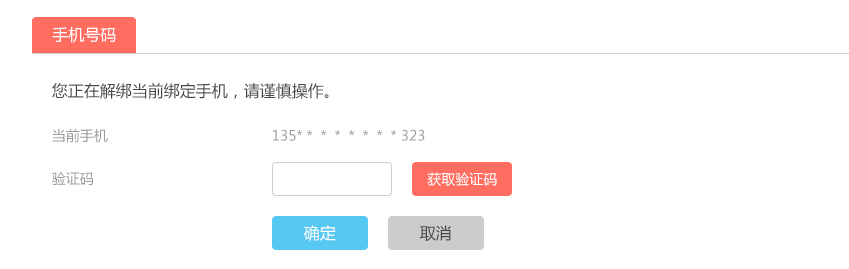 手机号码
您正在解绑当前绑定手机，请谨慎操作。
当前手机 135* * * * * * * * 323
验证码 获取验证码
确定 取消